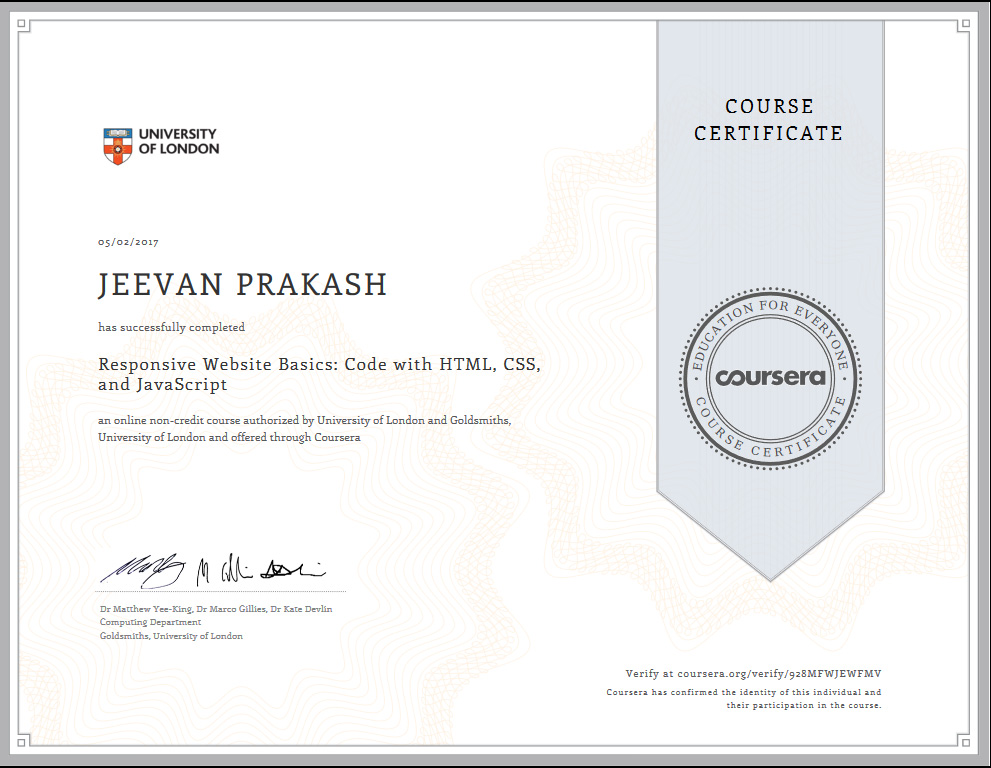 COURSE
CERTIFICATE
UNIVERSITY
OF LONDON
05/02/2017
JEEVAN PRAKASH
has successfully completed
Responsive Website Basics: Code with HTML, CSS,
and JavaScript
an online non-credit course authorized by University of London and Goldsmiths,
University of London and offered through Coursera
EDUCATION FOR EVERYONE
coursera
COURSE CERTIFICATE
Dr Matthew Yee-King, Dr Marco Gillies, Dr Kate Devlin
Computing Department
Goldsmiths, University of London
Verify at coursera.org/verify/928MFWJEWFMV
Coursera has confirmed the identity of this individual and
their participation in the course.